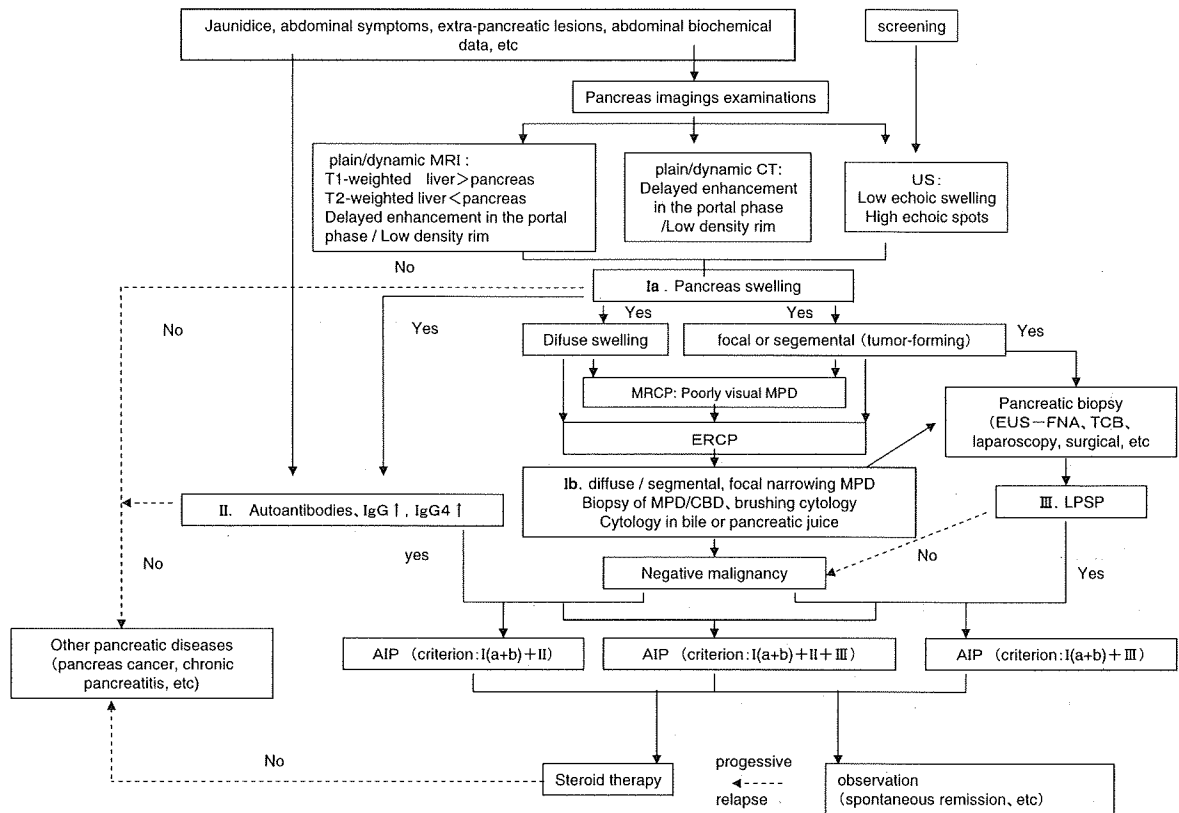 Jaunidice, abdominal symptoms, extra-pancreatic lesions, abdominal biochemical
data, etc
screening
Pancreas imagings examinations
plain/dynamic MRI:
T1-weighted liver>pancreas
T2-weighted liver<pancreas
Delayed enhancement in the portal
phase / Low density rim
plain/dynamic CT:
Delayed enhancement
in the portal phase
/Low density rim
US:
Low echoic swelling
High echoic spots
No
Ia. Pancreas swelling
No
Yes
Yes
Yes
Yes
Difuse swelling
focal or segemental (tumor-forming)
MRCP: Poorly visual MPD
Pancreatic biopsy
(EUS-FNA、TCB、
laparoscopy, surgical, etc
ERCP
Ib. diffuse / segmental, focal narrowing MPD
Biopsy of MPD/CBD、brushing cytology
Cytology in bile or pancreatic juice
II. Autoantibodies、IgG↑, IgG4↑
III. LPSP
No
yes
No
Yes
Negative malignancy
Other pancreatic diseases
(pancreas cancer, chronic
pancreatitis, etc)
AIP (criterion:I(a+b)+II)
AIP (criterion:I(a+b)+II+III)
AIP (criterion:I(a+b)+III)
No
Steroid therapy
progessive
relapse
observation
(spontaneous remission, etc)